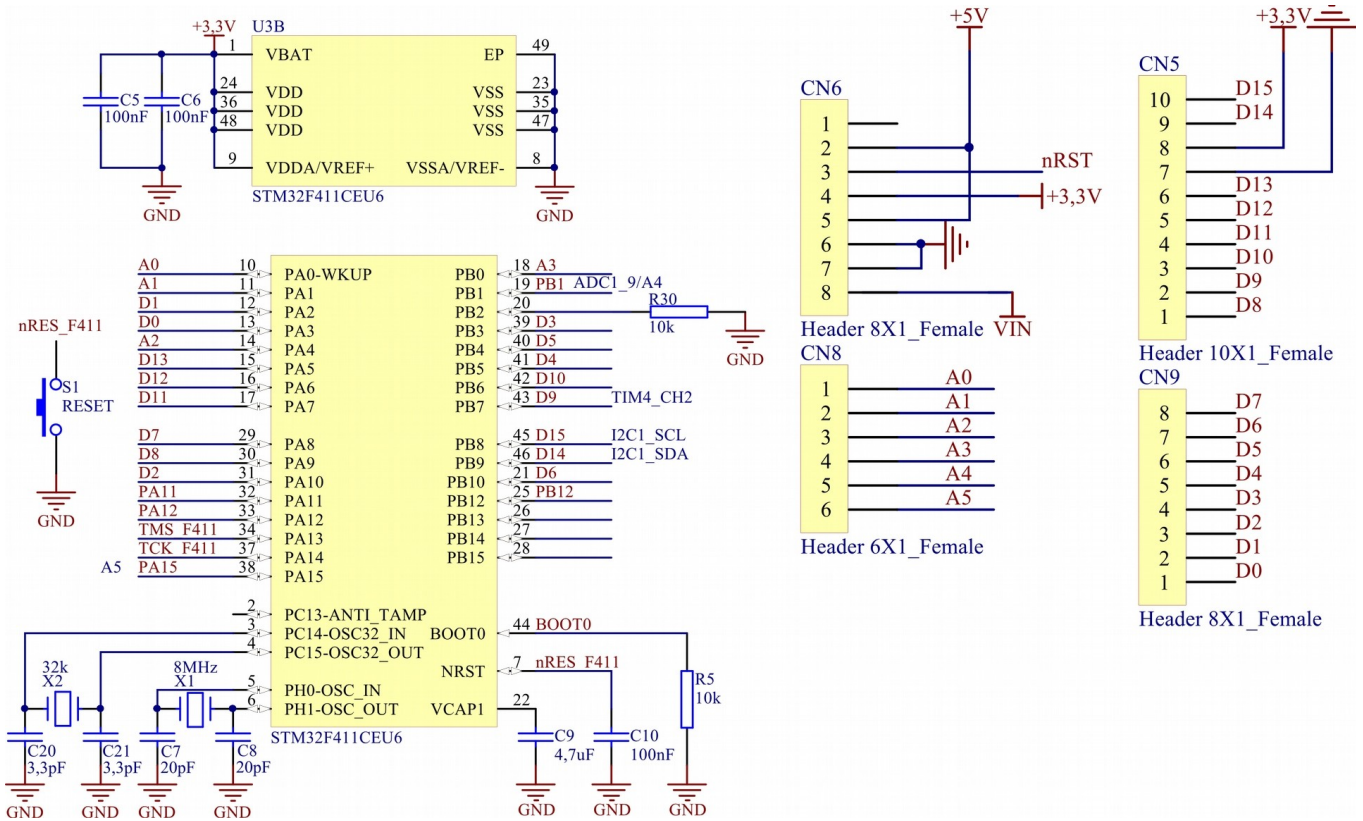 +3,3V
U3B
1 VBAT EP 49
24 VDD VSS 23
36 VDD VSS 35
48 VDD VSS 47
9 VDDA/VREF+ VSSA/VREF- 8
STM32F411CEU6
C5
100nF
C6
100nF
GND
GND
A0 10 PA0-WKUP PB0 18 A3
A1 11 PA1 PB1 19 PB1 ADC1_9/A4
D1 12 PA2 PB2 20
D0 13 PA3 PB3 39 D3
A2 14 PA4 PB4 40 D5
D13 15 PA5 PB5 41 D4
D12 16 PA6 PB6 42 D10
D11 17 PA7 PB7 43 D9 TIM4_CH2
D7 29 PA8 PB8 45 D15 I2C1_SCL
D8 30 PA9 PB9 46 D14 I2C1_SDA
D2 31 PA10 PB10 21 D6
PA11 32 PA11 PB12 25 PB12
PA12 33 PA12 PB13 26
TMS_F411 34 PA13 PB14 27
TCK_F411 37 PA14 PB15 28
A5 PA15 38 PA15
2 PC13-ANTI_TAMP
3 PC14-OSC32_IN BOOT0 44 BOOT0
4 PC15-OSC32_OUT
NRST 7 nRES_F411
5 PH0-OSC_IN
6 PH1-OSC_OUT VCAP1 22
STM32F411CEU6
R30
10k
GND
nRES_F411
S1
RESET
GND
32k
X2
8MHz
X1
C20
3,3pF
C21
3,3pF
C7
20pF
C8
20pF
C9
4,7uF
C10
100nF
R5
10k
GND
GND
GND
GND
GND
GND
GND
+5V
CN6
1
2
3 nRST
4 +3,3V
5
6
7
8
VIN
Header 8X1_Female
CN8
1 A0
2 A1
3 A2
4 A3
5 A4
6 A5
Header 6X1_Female
+3,3V
CN5
10 D15
9 D14
8
7
6 D13
5 D12
4 D11
3 D10
2 D9
1 D8
Header 10X1_Female
CN9
8 D7
7 D6
6 D5
5 D4
4 D3
3 D2
2 D1
1 D0
Header 8X1_Female